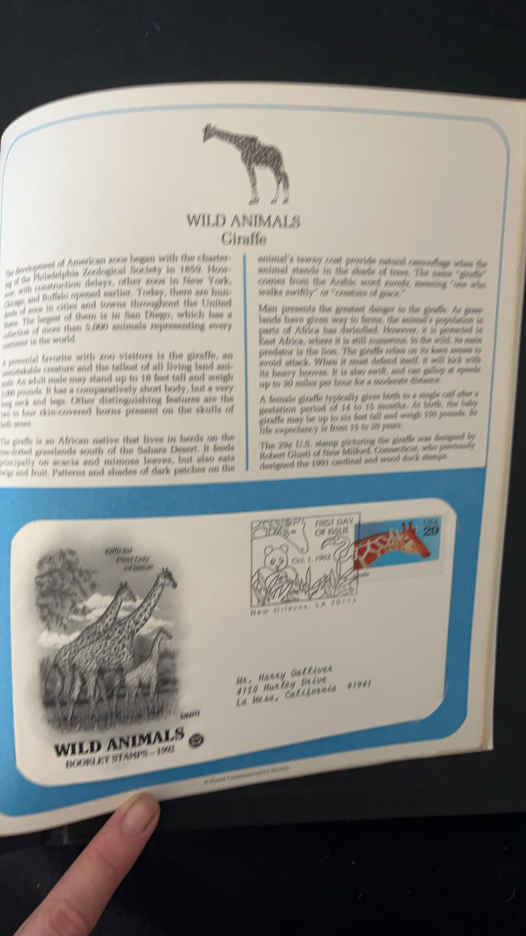 WILD ANIMALS
Giraffe
The development of American zoos began with the charter-
ing of the Philadelphia Zoological Society in 1859. How-
ever, with construction delays, other zoos in New York,
Chicago, and Buffalo opened earlier. Today, there are hun-
dreds of zoos in cities and towns throughout the United
States. The largest of them is in San Diego, which has a
collection of more than 5,000 animals representing every
continent in the world.
A perennial favorite with zoo visitors is the giraffe, an
unmistakable creature and the tallest of all living land ani-
mals. An adult male may stand up to 18 feet tall and weigh
pounds. It has a comparatively short body, but a very
long neck and legs. Other distinguishing features are the
two to four skin-covered horns present on the skulls of
both sexes.
The giraffe is an African native that lives in herds on the
grasslands south of the Sahara Desert. It feeds
principally on acacia and mimosa leaves, but also eats
twigs and fruit. Patterns and shades of dark patches on the
animal's tawny coat provide natural camouflage when the
animal stands in the shade of trees. The name "giraffe"
comes from the Arabic word meaning "one who
walks swiftly" or "creature of grace."
Man presents the greatest danger to the giraffe. As grass-
lands have given way to farms, the animal's population in
parts of Africa has dwindled. However, it is protected in
East Africa, where it is still numerous. In the wild, its main
predator is the lion. The giraffe relies on its keen senses to
avoid attack. When it must defend itself, it will kick with
its heavy hooves. It is also swift, and can gallop at speeds
up to 30 miles per hour for a moderate distance.
A female giraffe typically gives birth to a single calf after a
gestation period of 14 to 15 months. At birth, the baby
giraffe may be up to six feet tall and weigh 150 pounds. Its
life expectancy is from 15 to 20 years.
The 29¢ U.S. stamp picturing the giraffe was designed by
Robert Giusti of New Milford, Connecticut, who previously
designed the 1991 cardinal and wood duck stamps.
FIRST DAY
OF ISSUE
Oct. 1, 1992
New Orleans, LA 70113
USA
29
Giraffe
Mr. Harry Gulliver
4110 Hurley Drive
La Mesa, California 91941
WILD ANIMALS
BOOKLET STAMPS – 1992